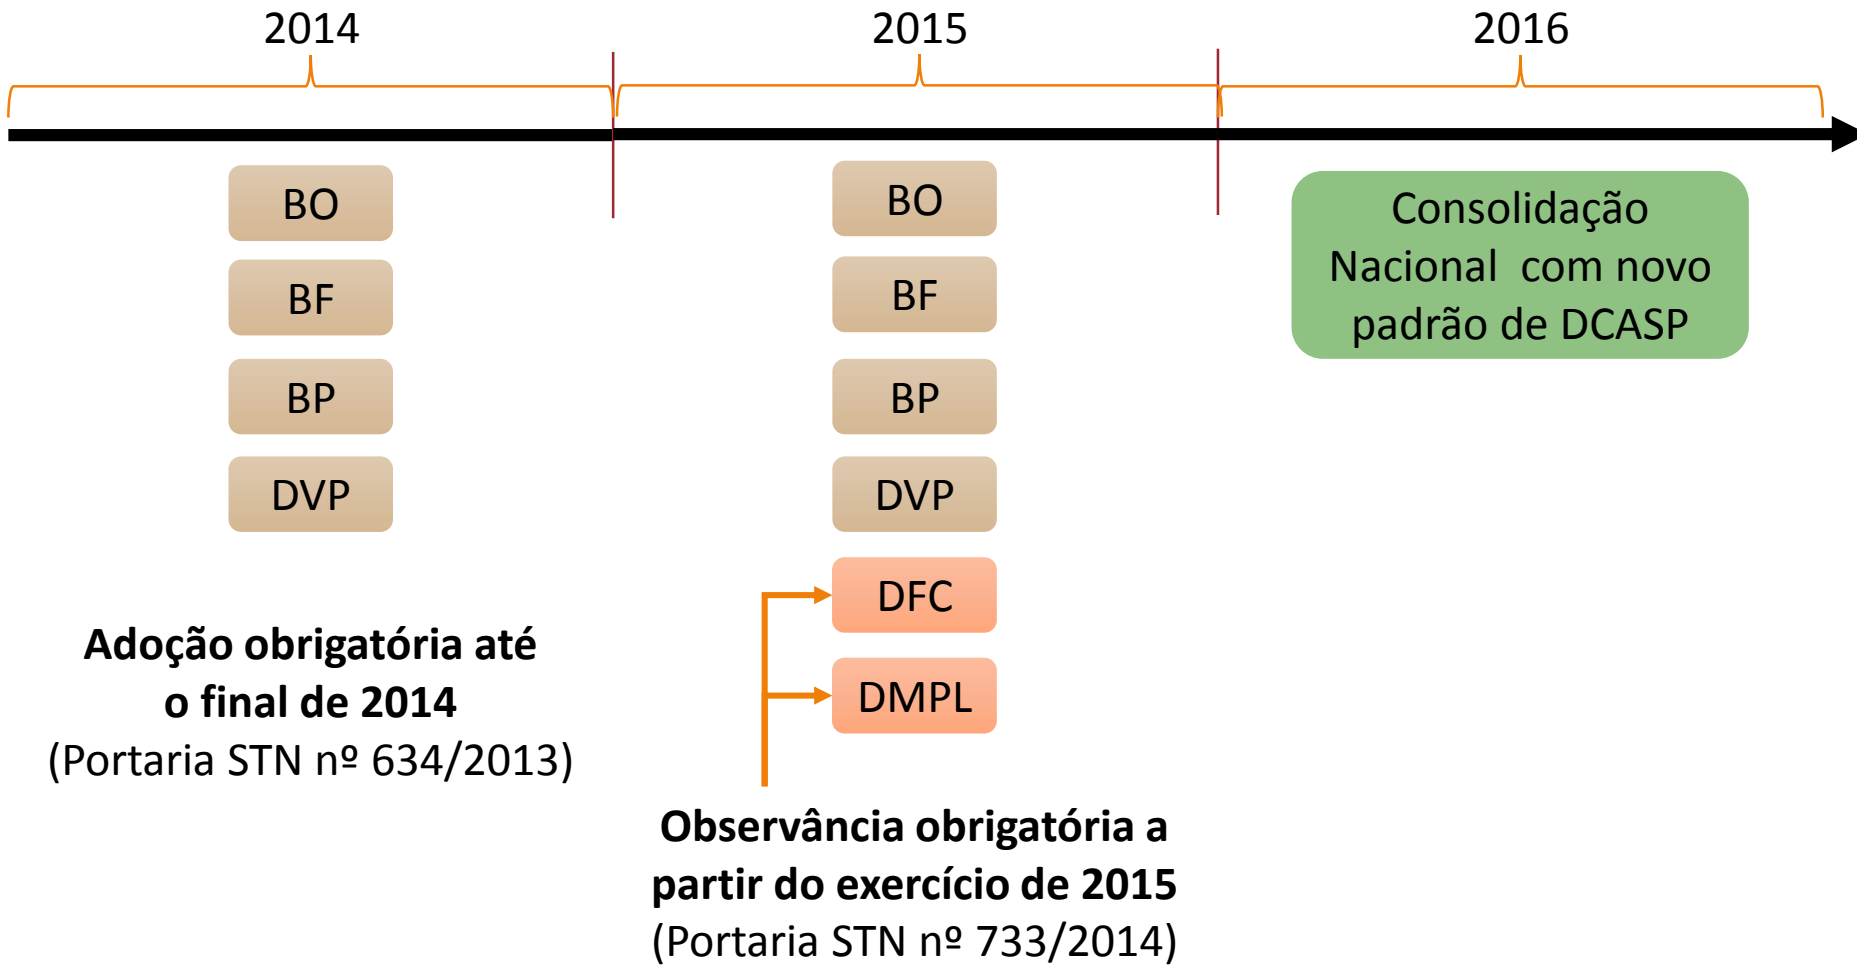 2014
2015
2016
BO
BF
BP
DVP
Adoção obrigatória até
o final de 2014
(Portaria STN nº 634/2013)
BO
BF
BP
DVP
DFC
DMPL
Observância obrigatória a
partir do exercício de 2015
(Portaria STN nº 733/2014)
Consolidação
Nacional com novo
padrão de DCASP